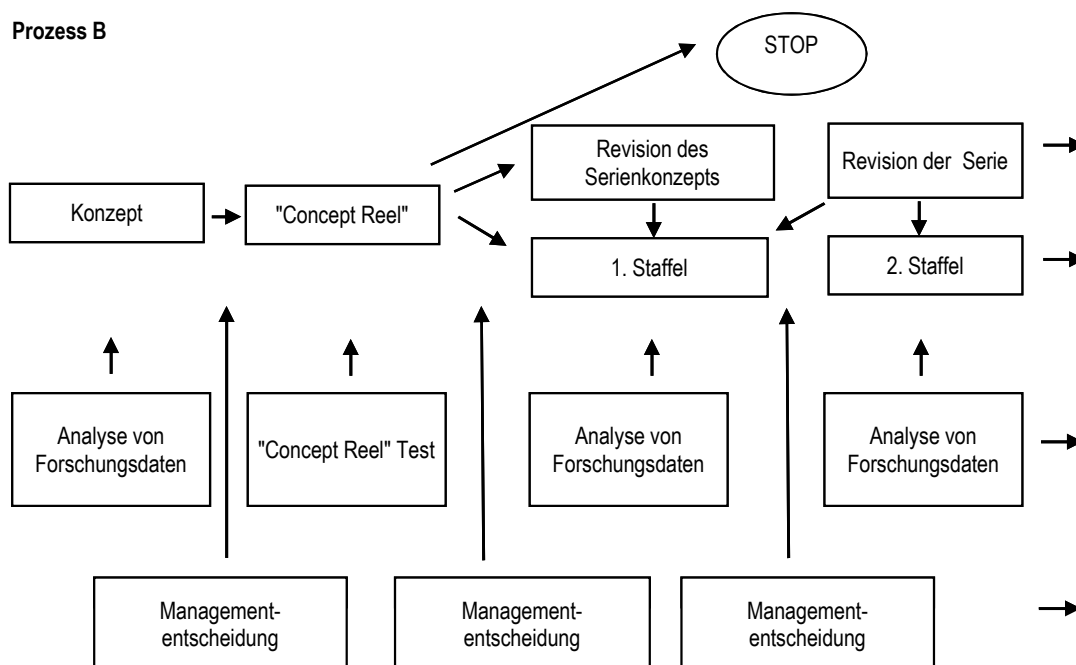 Prozess B
STOP
Revision des
Serienkonzepts
Revision der Serie
Konzept
"Concept Reel"
1. Staffel
2. Staffel
Analyse von
Forschungsdaten
"Concept Reel" Test
Analyse von
Forschungsdaten
Analyse von
Forschungsdaten
Management-
entscheidung
Management-
entscheidung
Management-
entscheidung